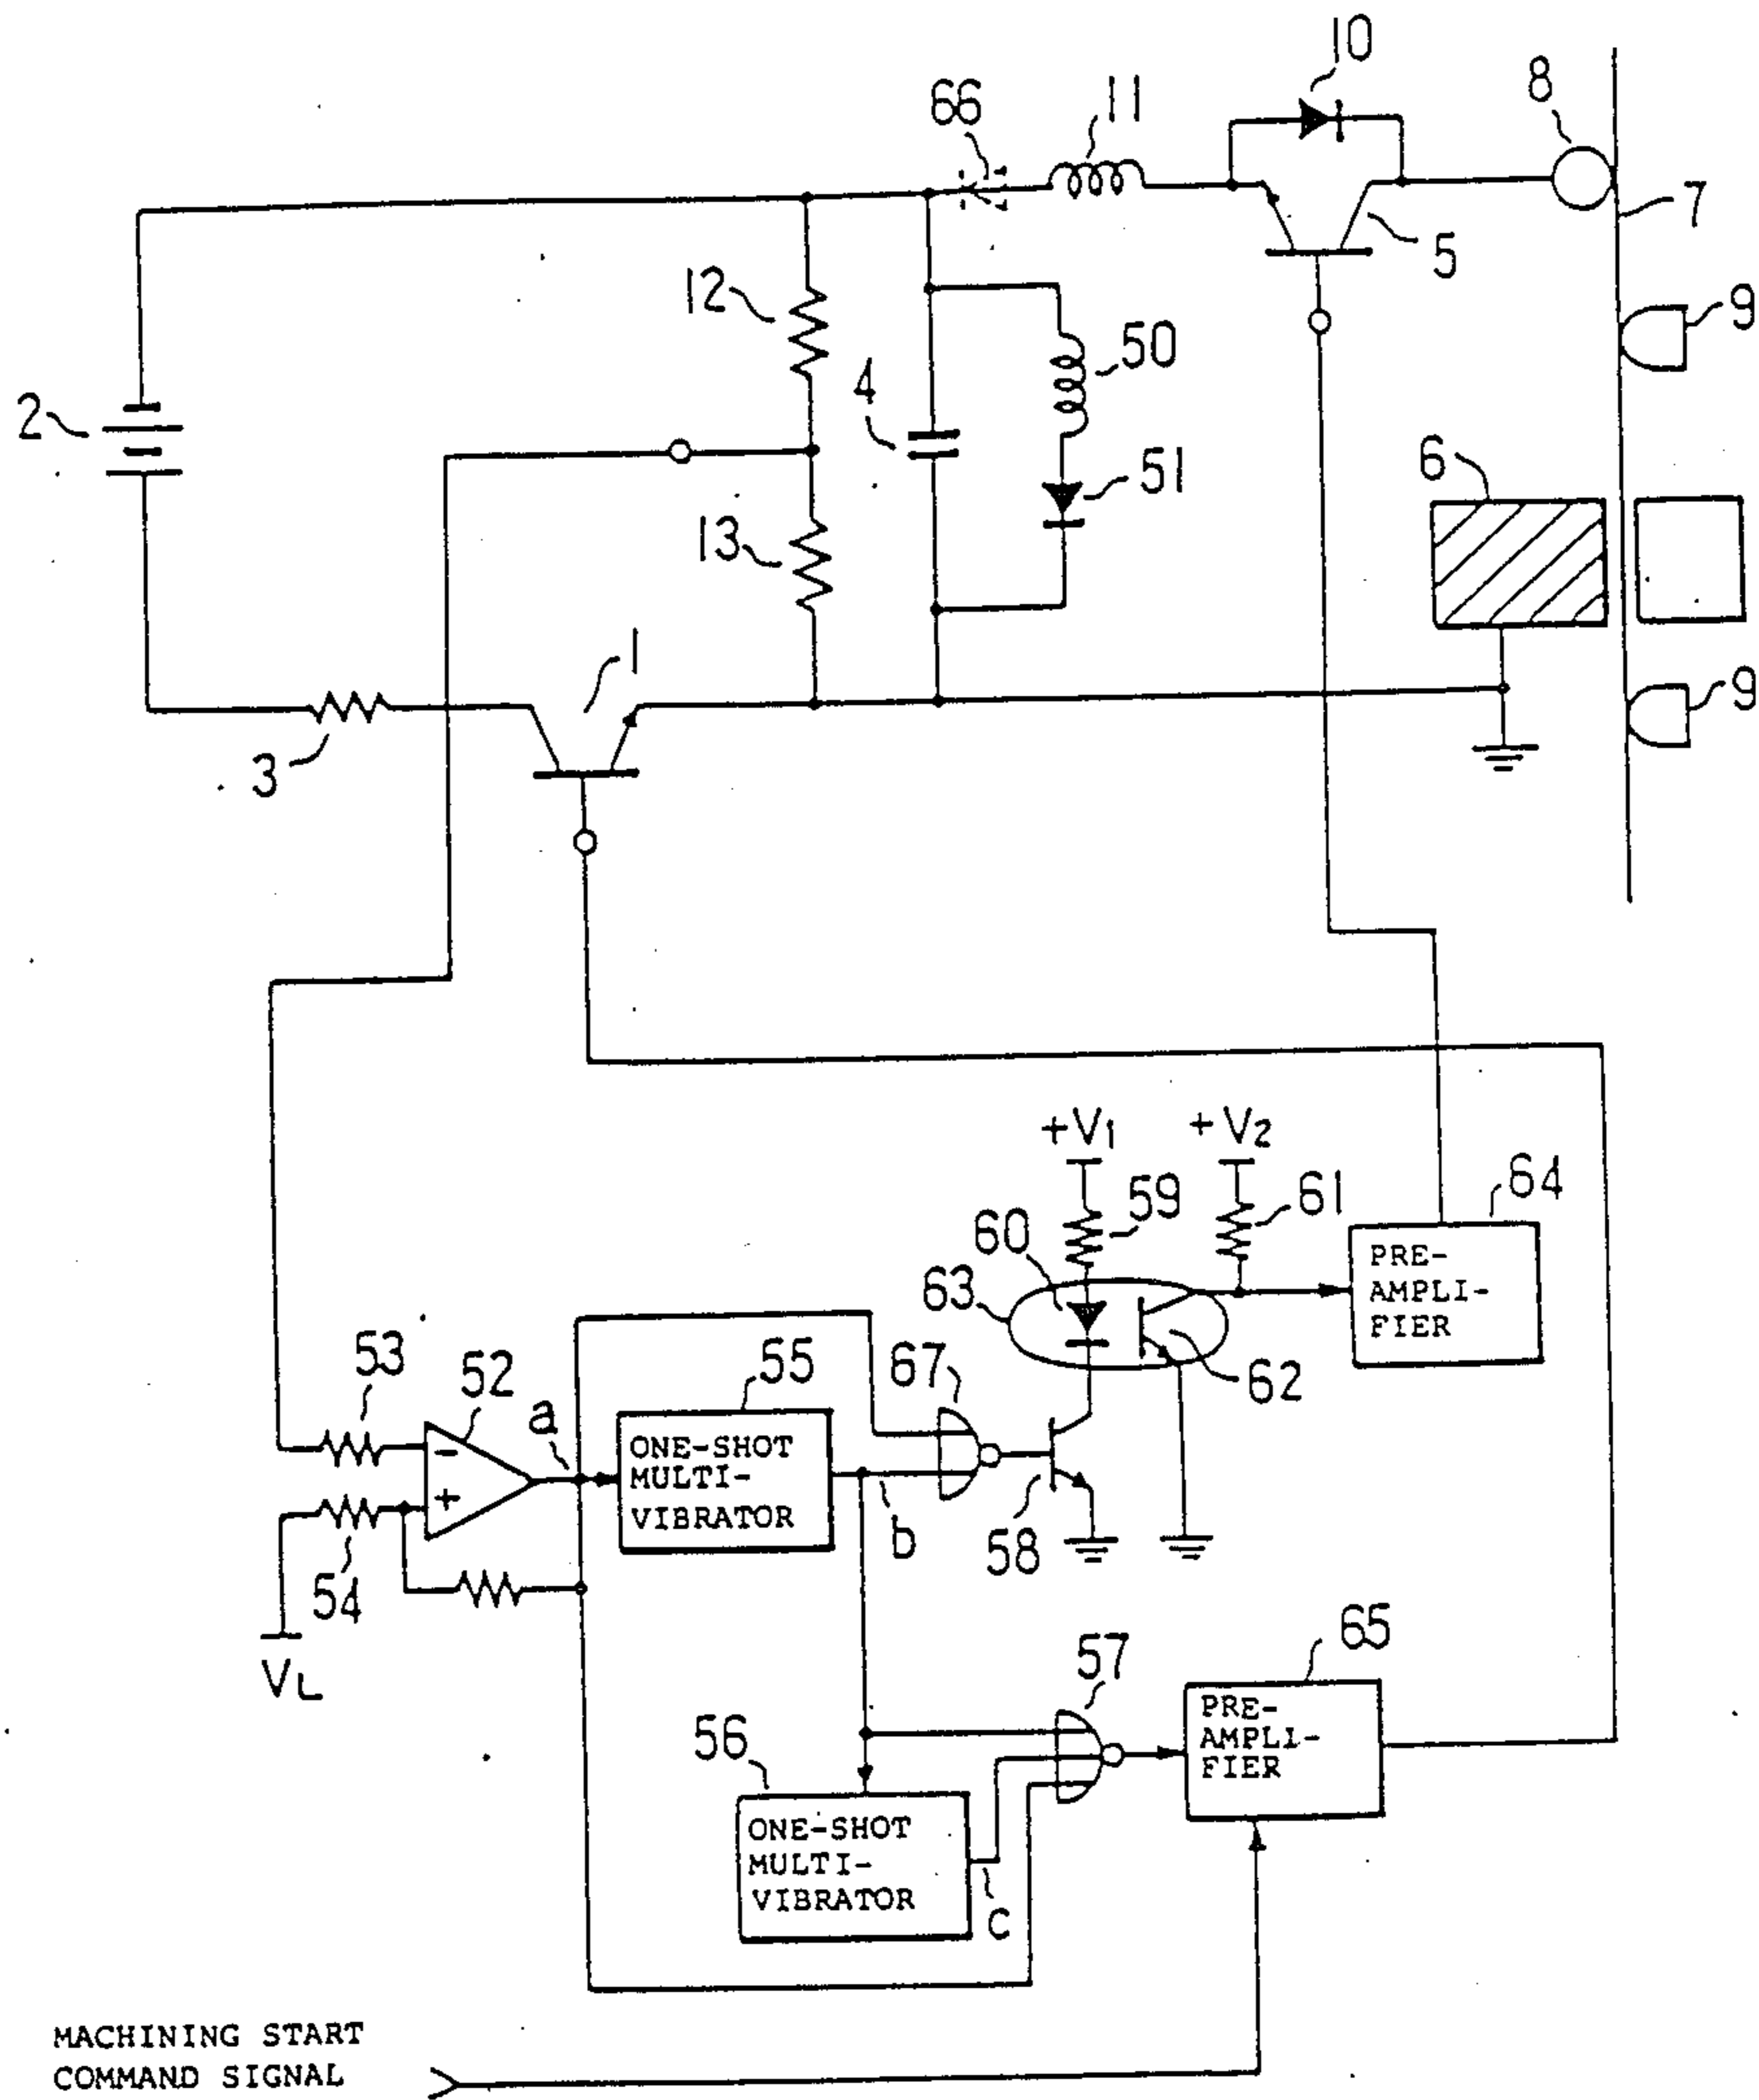 10
8
66
11
7
5
12
9
50
2
4
6
51
13
1
9
3
+V1
+V2
59
61
64
60
PRE-
AMPLI-
FIER
63
53
52
55
67
62
a
ONE-SHOT
MULTI-
VIBRATOR
-
+
b
58
54
VL
57
65
PRE-
AMPLI-
FIER
56
ONE-SHOT
MULTI-
VIBRATOR
c
MACHINING START
COMMAND SIGNAL